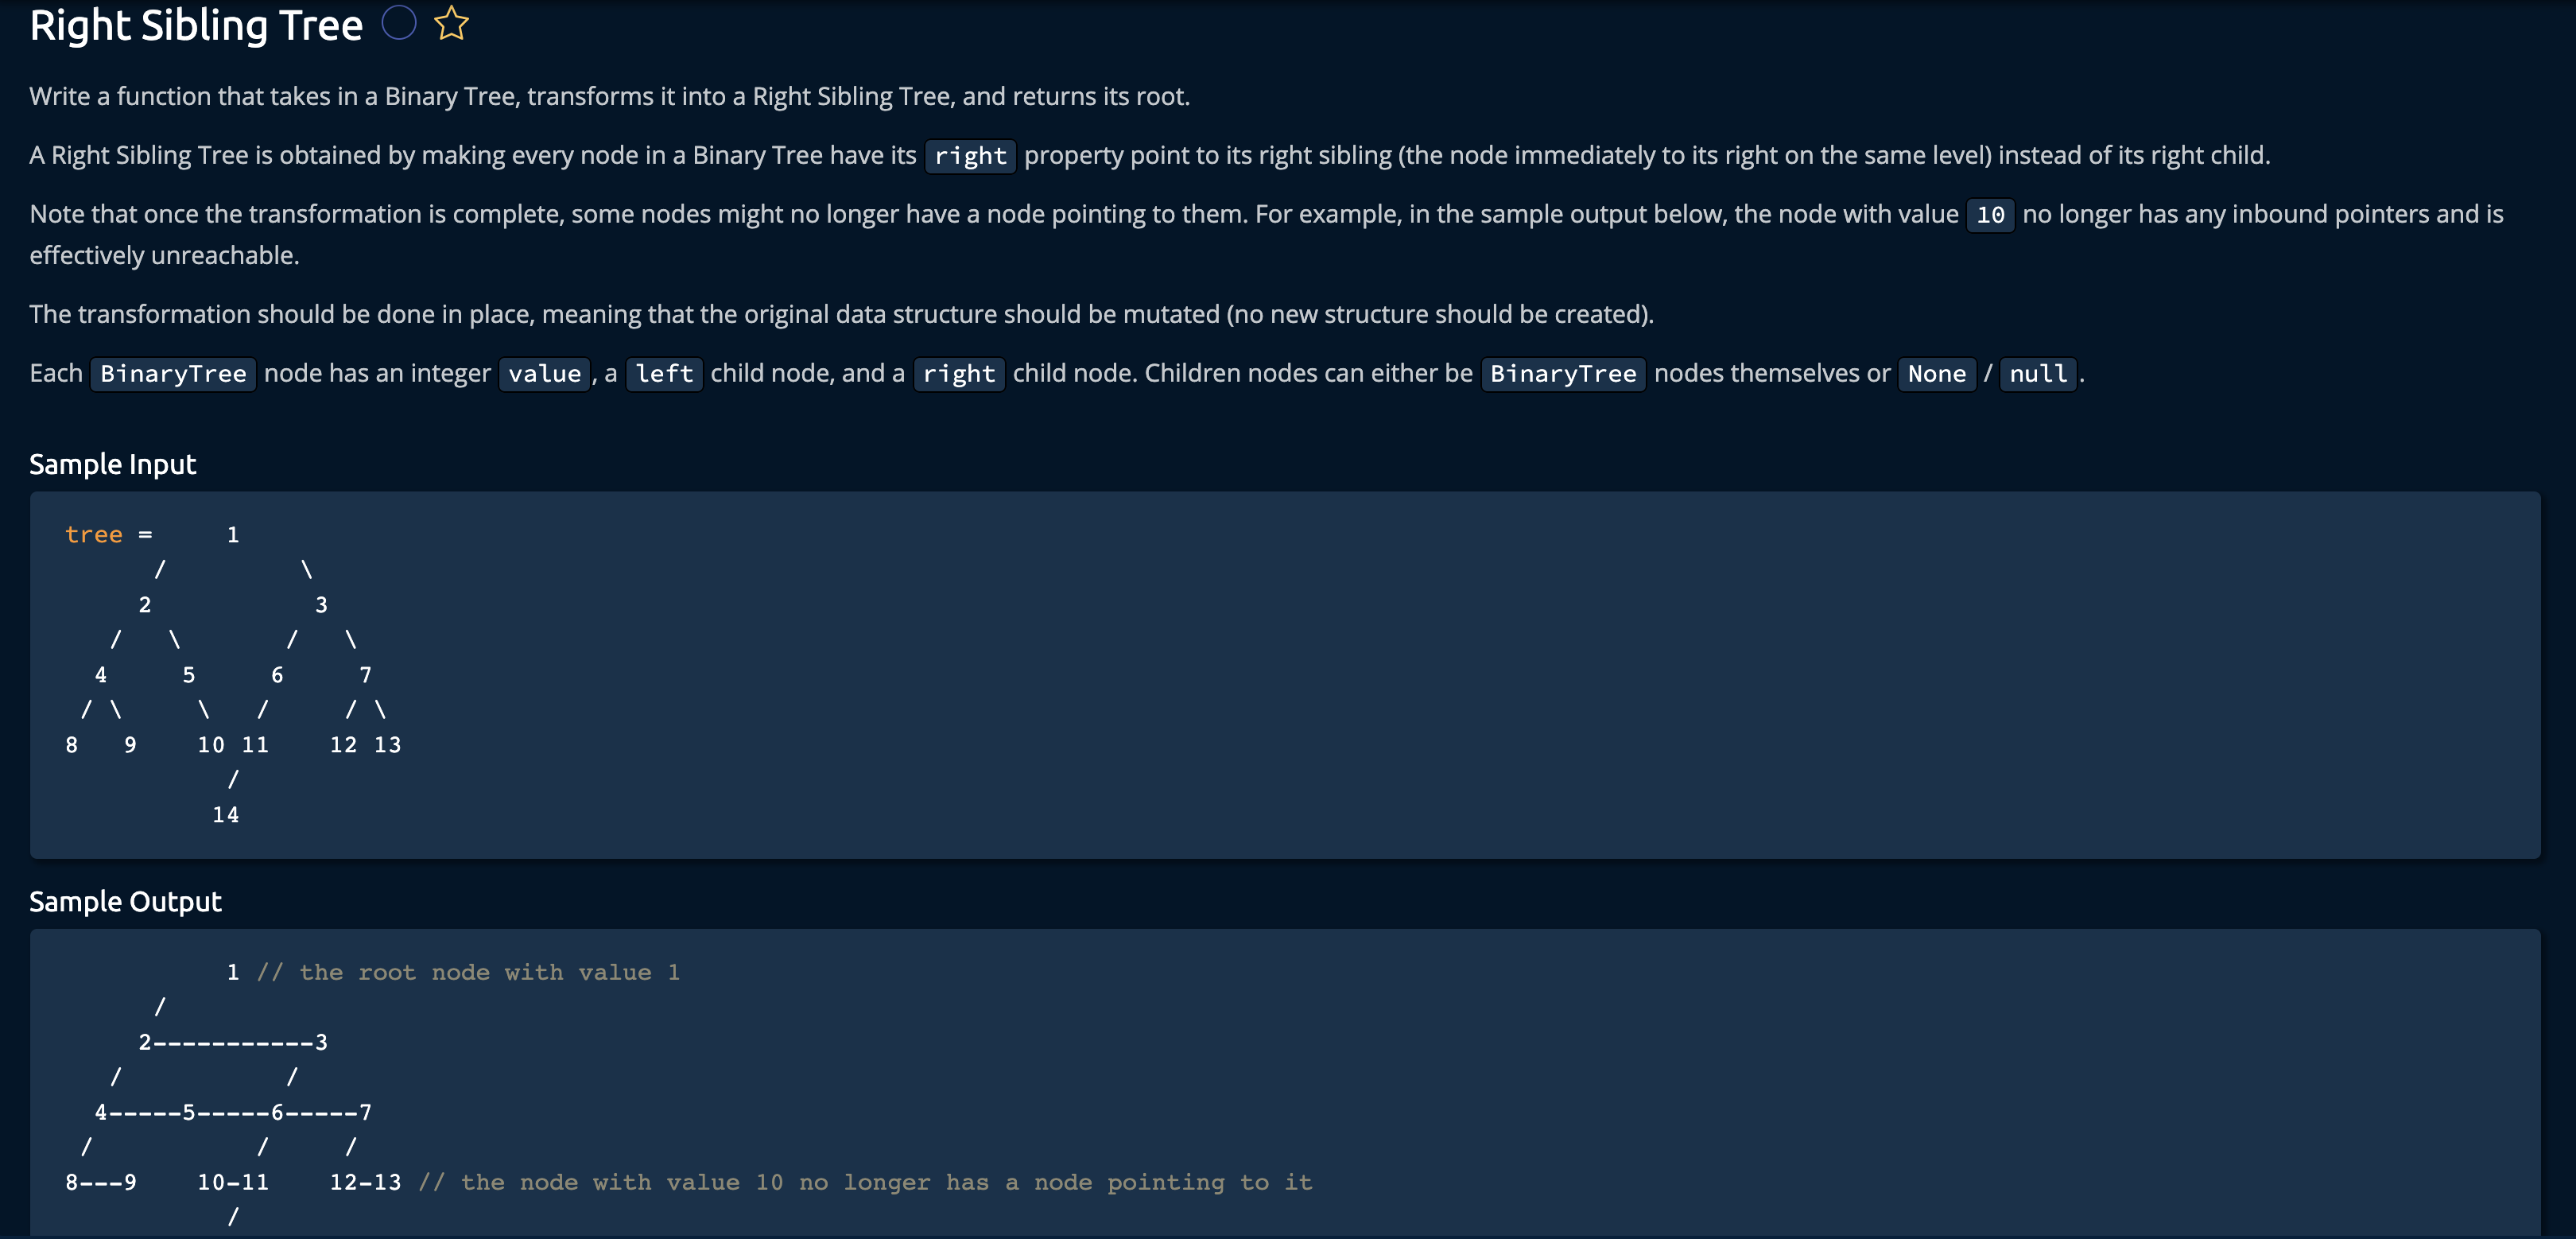 Right Sibling Tree
Write a function that takes in a Binary Tree, transforms it into a Right Sibling Tree, and returns its root.
A Right Sibling Tree is obtained by making every node in a Binary Tree have its right property point to its right sibling (the node immediately to its right on the same level) instead of its right child.
Note that once the transformation is complete, some nodes might no longer have a node pointing to them. For example, in the sample output below, the node with value 10 no longer has any inbound pointers and is
effectively unreachable.
The transformation should be done in place, meaning that the original data structure should be mutated (no new structure should be created).
Each BinaryTree node has an integer value, a left child node, and a right child node. Children nodes can either be BinaryTree nodes themselves or None / null.
Sample Input
tree =     1
      /         \
     2           3
   /   \       /   \
  4     5     6     7
 / \     \   /     / \
8   9    10 11    12 13
           /
          14
Sample Output
           1 // the root node with value 1
      /
     2-----------3
   /           /
  4-----5-----6-----7
 /           /     /
8---9    10-11    12-13 // the node with value 10 no longer has a node pointing to it
           /